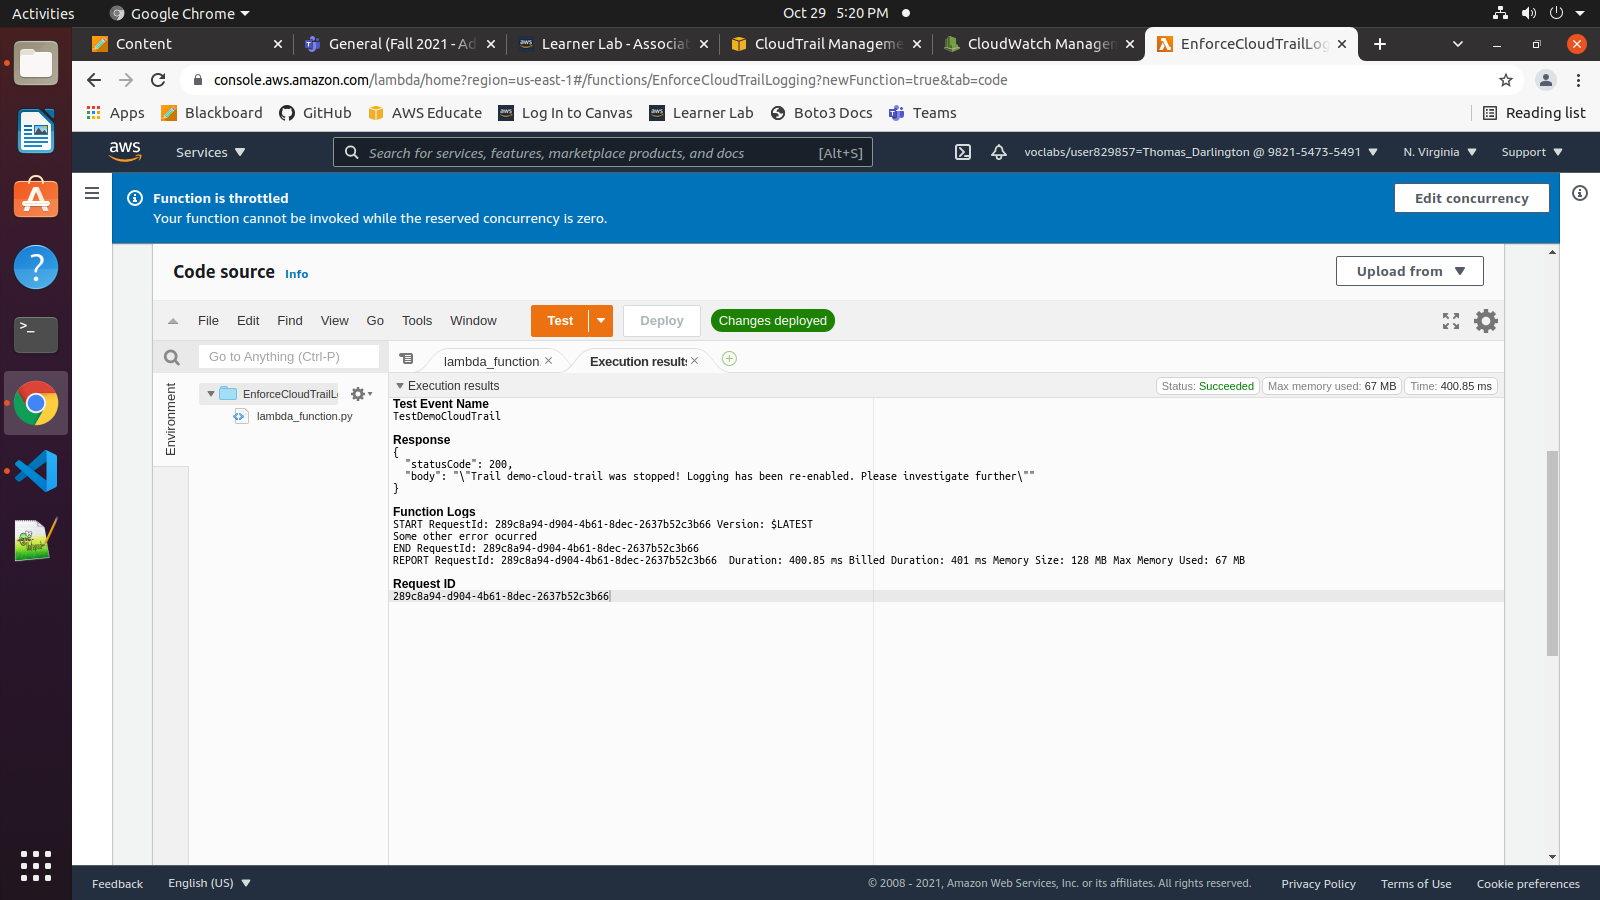 Activities
Google Chrome
Oct 29 5:20 PM
Content
General (Fall 2021 - Ad
Learner Lab - Associat
CloudTrail Manageme
CloudWatch Manager
EnforceCloudTrailLog
console.aws.amazon.com/lambda/home?region=us-east-1#/functions/EnforceCloudTrailLogging?newFunction=true&tab=code
Apps
Blackboard
GitHub
AWS Educate
Log In to Canvas
Learner Lab
Boto3 Docs
Teams
Reading list
aws
Services
Search for services, features, marketplace products, and docs
[Alt+S]
voclabs/user829857=Thomas_Darlington @ 9821-5473-5491
N. Virginia
Support
Function is throttled
Your function cannot be invoked while the reserved concurrency is zero.
Edit concurrency
Code source
Info
Upload from
File
Edit
Find
View
Go
Tools
Window
Test
Deploy
Changes deployed
Go to Anything (Ctrl-P)
lambda_function.
Execution results
Environment
EnforceCloudTrailLo
lambda_function.py
Execution results
Status: Succeeded
Max memory used: 67 MB
Time: 400.85 ms
Test Event Name
TestDemoCloudTrail
Response
{
"statusCode": 200,
"body": "\"Trail demo-cloud-trail was stopped! Logging has been re-enabled. Please investigate further\""
}
Function Logs
START RequestId: 289c8a94-d904-4b61-8dec-2637b52c3b66 Version: $LATEST
Some other error ocurred
END RequestId: 289c8a94-d904-4b61-8dec-2637b52c3b66
REPORT RequestId: 289c8a94-d904-4b61-8dec-2637b52c3b66 Duration: 400.85 ms Billed Duration: 401 ms Memory Size: 128 MB Max Memory Used: 67 MB
Request ID
289c8a94-d904-4b61-8dec-2637b52c3b66
Feedback
English (US)
© 2008 - 2021, Amazon Web Services, Inc. or its affiliates. All rights reserved.
Privacy Policy
Terms of Use
Cookie preferences